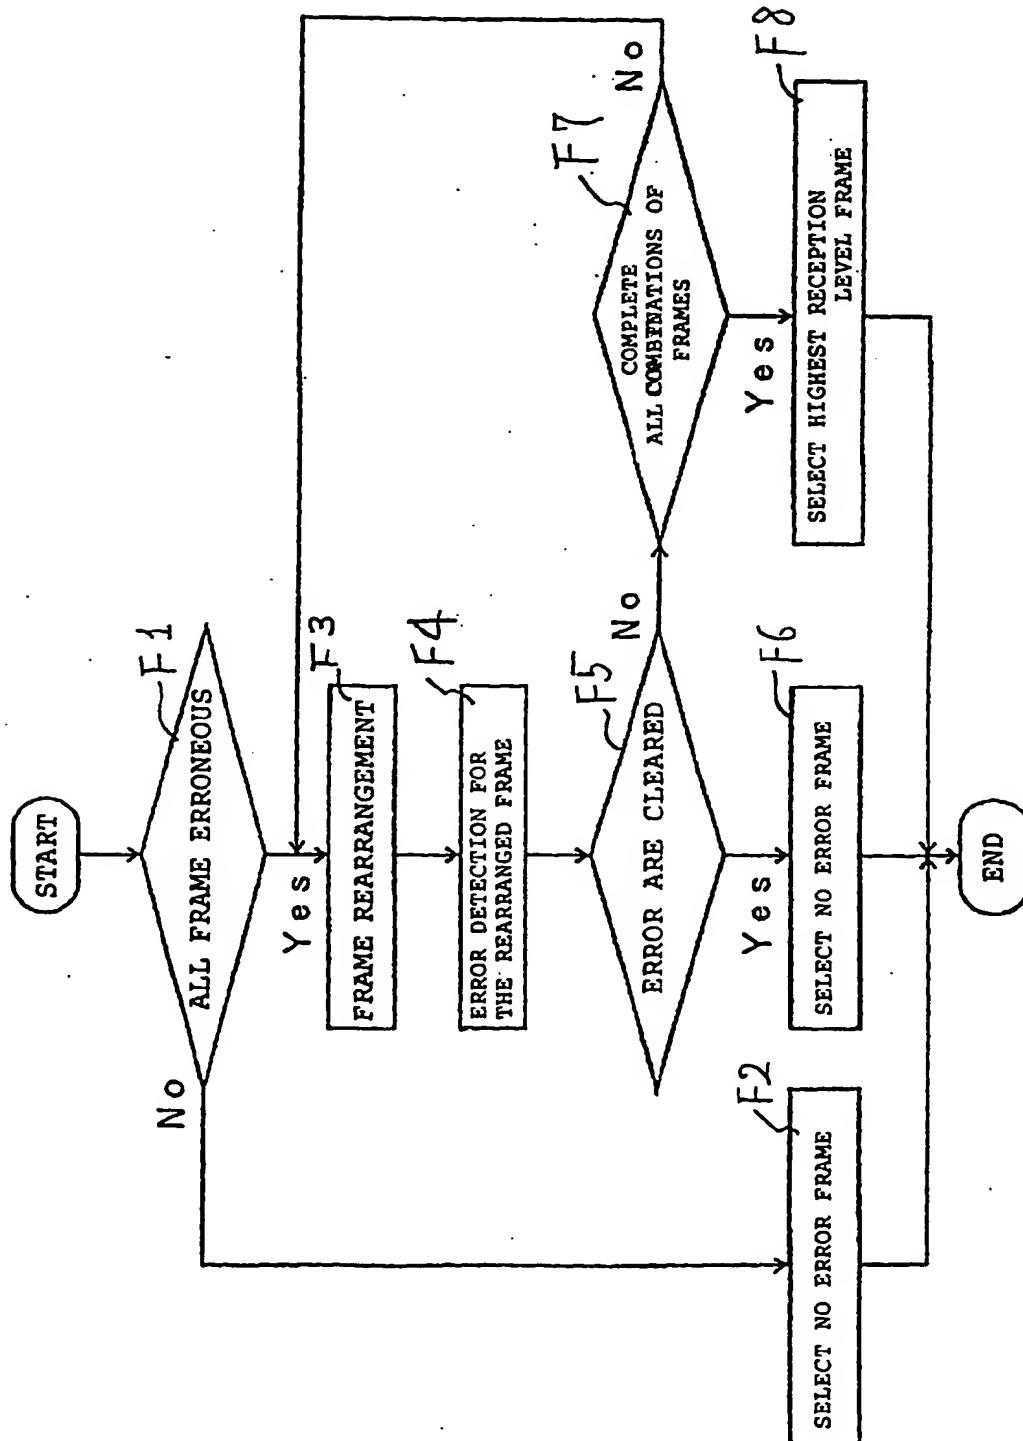 START
F1
ALL FRAME ERRONEOUS
No
Yes
F3
FRAME REARRANGEMENT
F4
ERROR DETECTION FOR
THE REARRANGED FRAME
F5
ERROR ARE CLEARED
No
Yes
F7
COMPLETE
ALL COMBINATIONS OF
FRAMES
No
Yes
F2
SELECT NO ERROR FRAME
F6
SELECT NO ERROR FRAME
F8
SELECT HIGHEST RECEPTION
LEVEL FRAME
END